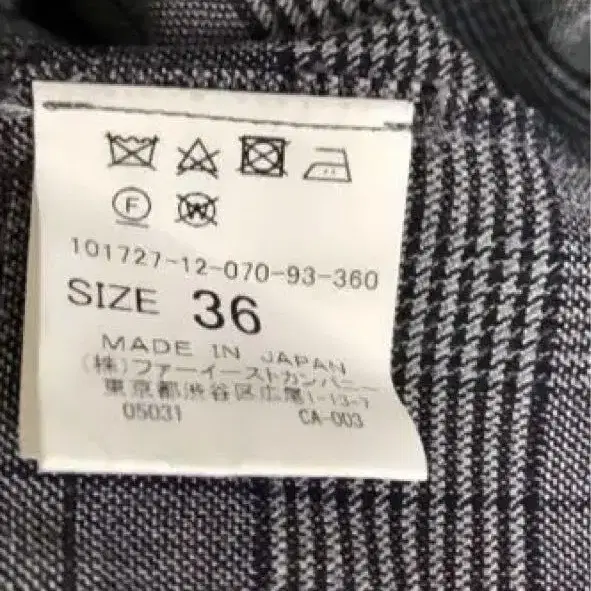 F W
101727-12-070-93-360
SIZE 36
MADE IN JAPAN
(株)ファーイーストカンパニー
東京都渋谷区広尾1-13-1
05031 CA-003